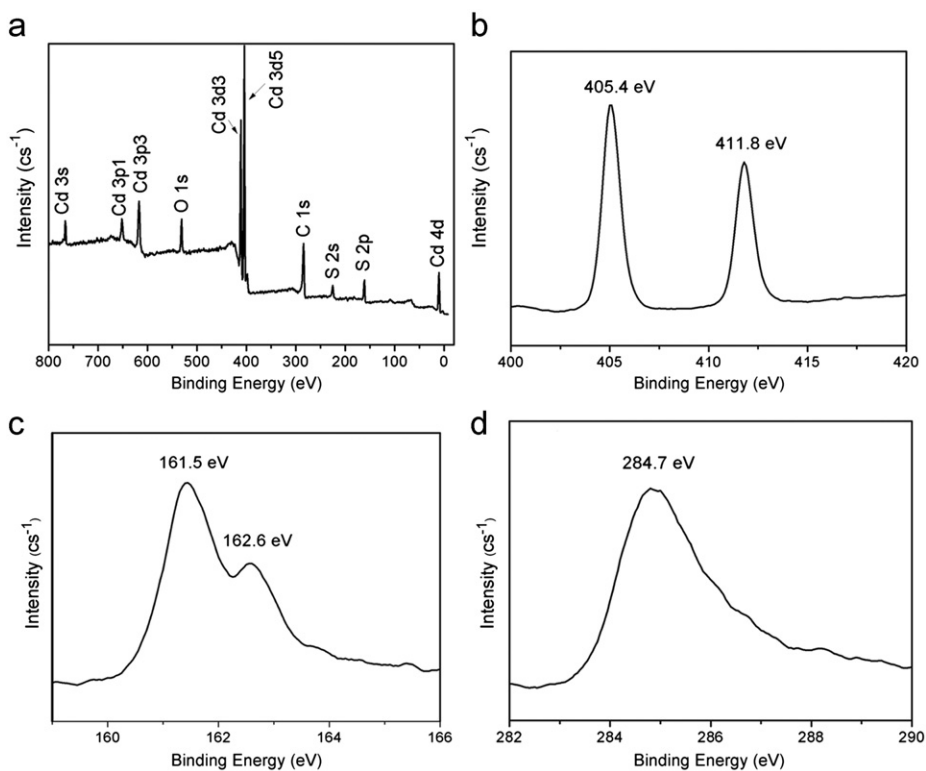 a
Intensity (cs⁻¹)
Cd 3s
Cd 3p1
Cd 3p3
O 1s
Cd 3d3
Cd 3d5
C 1s
S 2s
S 2p
Cd 4d
800 700 600 500 400 300 200 100 0
Binding Energy (eV)
b
Intensity (cs⁻¹)
405.4 eV
411.8 eV
400 405 410 415 420
Binding Energy (eV)
c
Intensity (cs⁻¹)
161.5 eV
162.6 eV
160 162 164 166
Binding Energy (eV)
d
Intensity (cs⁻¹)
284.7 eV
282 284 286 288 290
Binding Energy (eV)